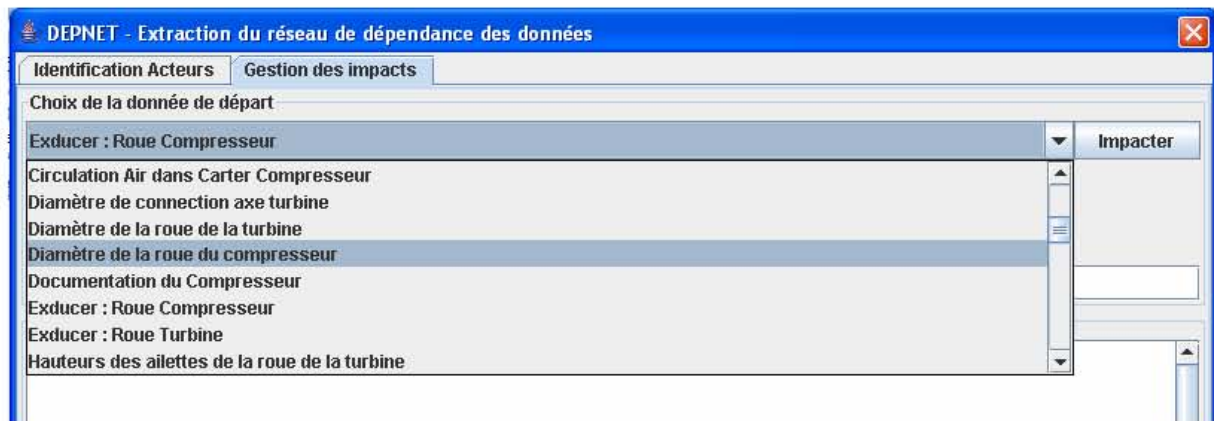 DEPNET - Extraction du réseau de dépendance des données
Identification Acteurs Gestion des impacts
Choix de la donnée de départ
Exducer : Roue Compresseur Impacter
Circulation Air dans Carter Compresseur
Diamètre de connection axe turbine
Diamètre de la roue de la turbine
Diamètre de la roue du compresseur
Documentation du Compresseur
Exducer : Roue Compresseur
Exducer : Roue Turbine
Hauteurs des ailettes de la roue de la turbine